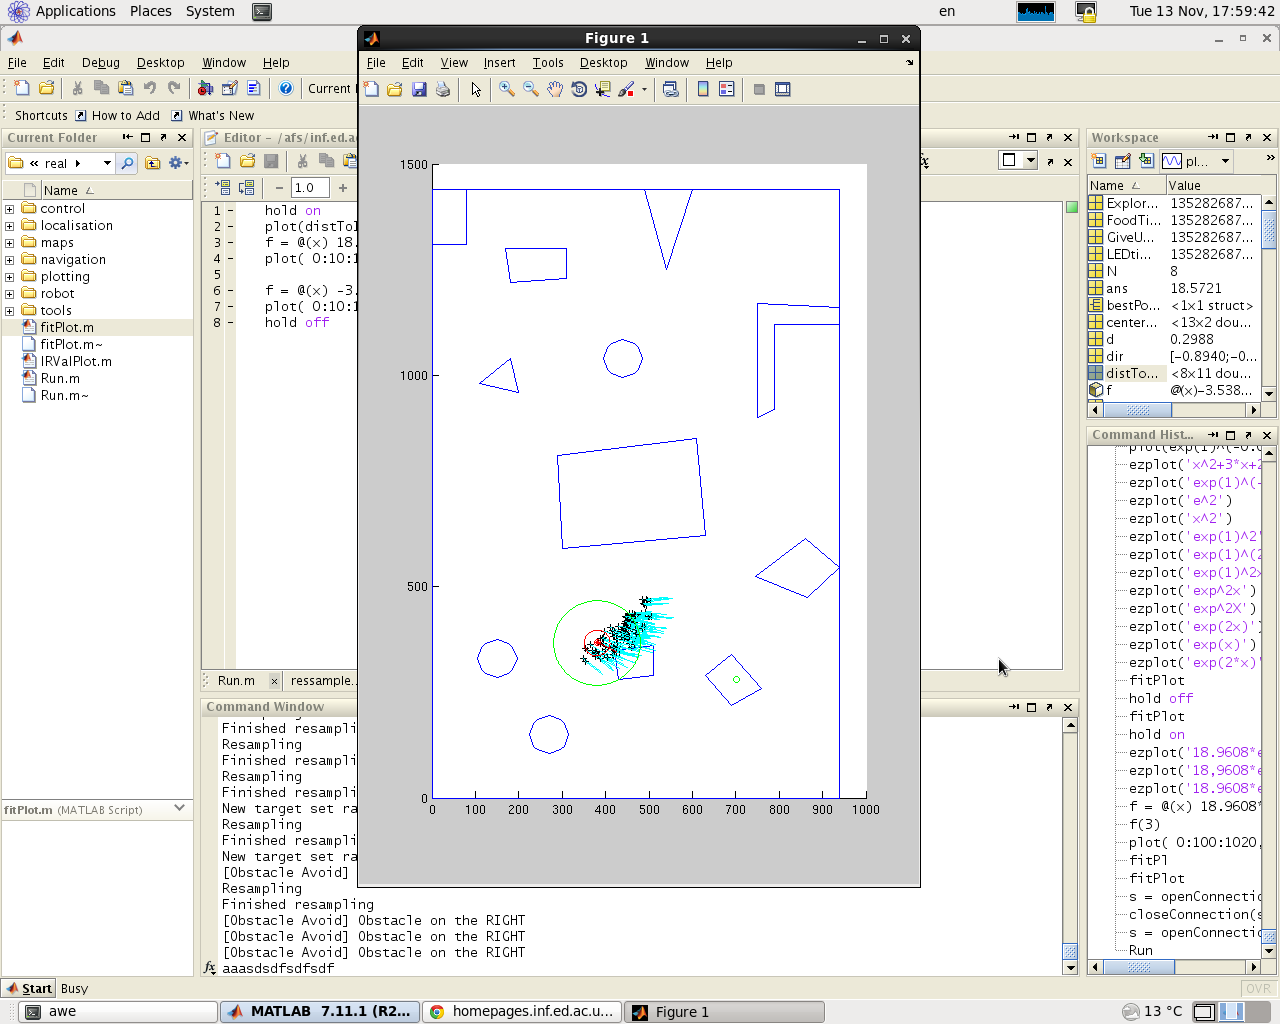 Applications Places System
en
Tue 13 Nov, 17:59:42
File Edit Debug Desktop Window Help
Current
Shortcuts How to Add What's New
Current Folder
« real
Name
control
localisation
maps
navigation
plotting
robot
tools
fitPlot.m
fitPlot.m~
IRValPlot.m
Run.m
Run.m~
fitPlot.m (MATLAB Script)
Editor - /afs/inf.ed.ac
1.0
1 - hold on
2 - plot(distTo
3 - f = @(x) 18.
4 - plot( 0:10:1
5
6 - f = @(x) -3.
7 - plot( 0:10:1
8 - hold off
Run.m × ressample..
Command Window
Finished resampli
Resampling
Finished resampli
Resampling
Finished resampli
New target set ra
Resampling
Finished resampli
New target set ra
[Obstacle Avoid]
Resampling
Finished resampling
[Obstacle Avoid] Obstacle on the RIGHT
[Obstacle Avoid] Obstacle on the RIGHT
[Obstacle Avoid] Obstacle on the RIGHT
fx aaasdsdfsdfsdf
Figure 1
File Edit View Insert Tools Desktop Window Help
1500
1000
500
0
0 100 200 300 400 500 600 700 800 900 1000
Workspace
pl...
Name Value
Explor... 135282687...
FoodTi... 135282687...
GiveU... 135282687...
LEDti... 135282687...
N 8
ans 18.5721
bestPo... <1x1 struct>
center... <13x2 dou...
d 0.2988
dir [-0.8940;-0...
distTo... <8x11 dou...
f @(x)-3.538...
Command Hist...
plot(exp(1)^(-0.0
ezplot('x^2+3*x+2
ezplot('exp(1)^(-
ezplot('e^2')
ezplot('x^2')
ezplot('exp(1)^2'
ezplot('exp(1)^(2
ezplot('exp(1)^2x
ezplot('exp^2x')
ezplot('exp^2X')
ezplot('exp(2x)')
ezplot('exp(x)')
ezplot('exp(2*x)'
fitPlot
hold off
fitPlot
hold on
ezplot('18.9608*e
ezplot('18,9608*e
ezplot('18.9608*e
f = @(x) 18.9608*
f(3)
plot( 0:100:1020,
fitPl
fitPlot
s = openConnectio
closeConnection(s
s = openConnectio
Run
Start Busy
OVR
awe
MATLAB 7.11.1 (R2...
homepages.inf.ed.ac.u...
Figure 1
13 °C